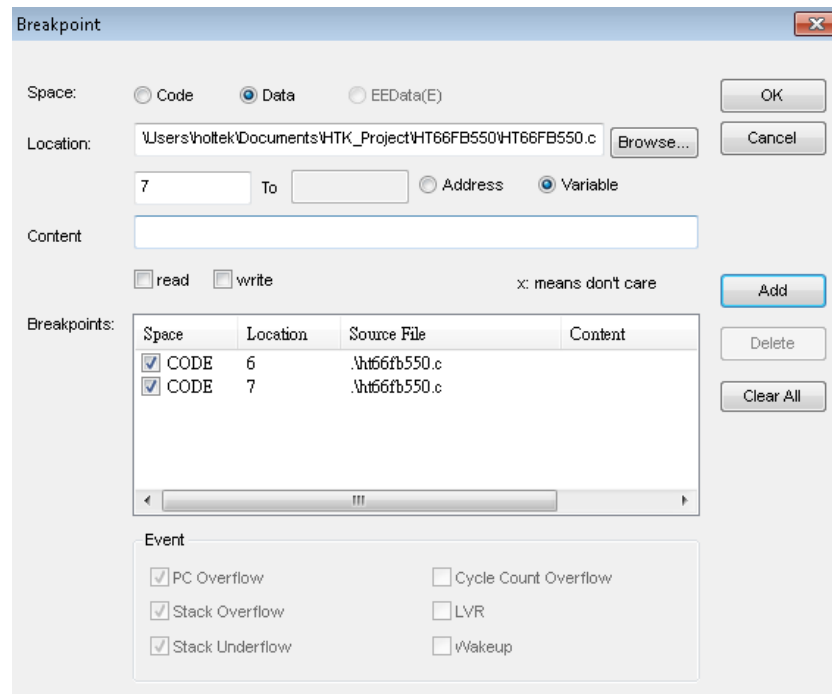 Breakpoint
Space: Code Data EEData(E) OK
Location: \Users\holtek\Documents\HTK_Project\HT66FB550\HT66FB550.c Browse... Cancel
7 To Address Variable
Content
read write x: means don't care Add
Breakpoints: Space Location Source File Content Delete
CODE 6 .\ht66fb550.c
CODE 7 .\ht66fb550.c Clear All
Event
PC Overflow Cycle Count Overflow
Stack Overflow LVR
Stack Underflow Wakeup